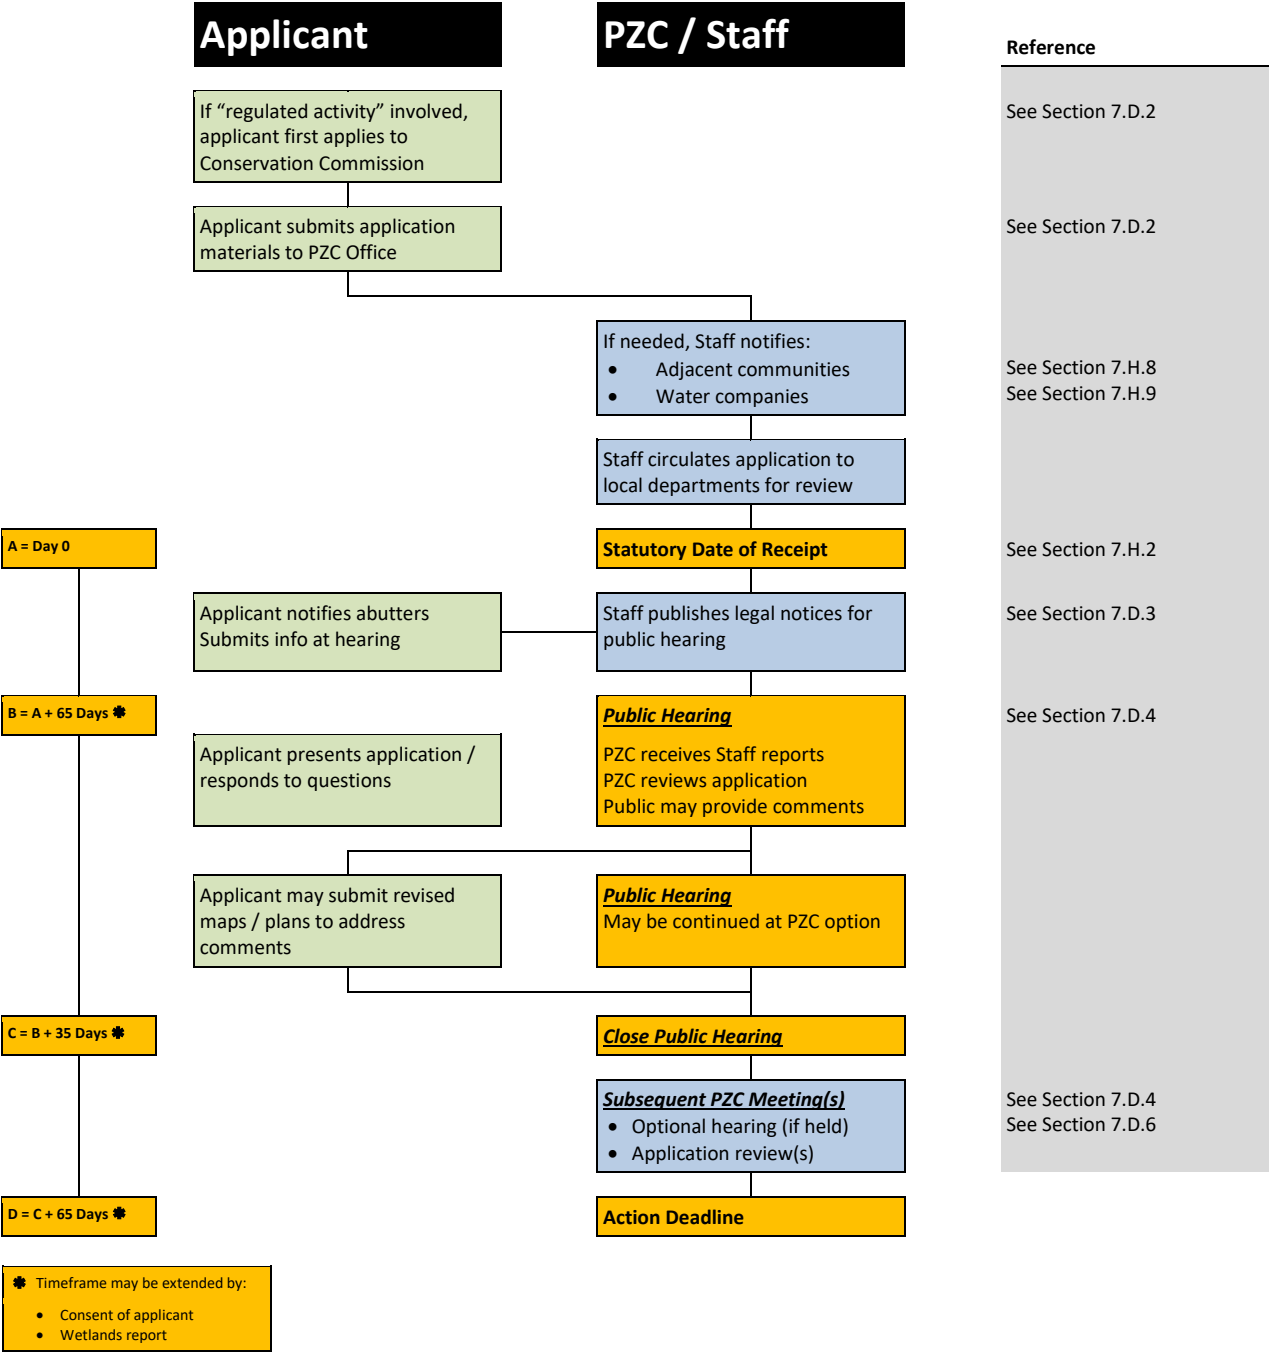 Applicant
PZC / Staff
Reference
If “regulated activity” involved,
applicant first applies to
Conservation Commission
See Section 7.D.2
Applicant submits application
materials to PZC Office
See Section 7.D.2
If needed, Staff notifies:
• Adjacent communities
• Water companies
See Section 7.H.8
See Section 7.H.9
Staff circulates application to
local departments for review
A = Day 0
Statutory Date of Receipt
See Section 7.H.2
Applicant notifies abutters
Submits info at hearing
Staff publishes legal notices for
public hearing
See Section 7.D.3
B = A + 65 Days ✱
Public Hearing
See Section 7.D.4
Applicant presents application /
responds to questions
PZC receives Staff reports
PZC reviews application
Public may provide comments
Applicant may submit revised
maps / plans to address
comments
Public Hearing
May be continued at PZC option
C = B + 35 Days ✱
Close Public Hearing
Subsequent PZC Meeting(s)
• Optional hearing (if held)
• Application review(s)
See Section 7.D.4
See Section 7.D.6
D = C + 65 Days ✱
Action Deadline
✱ Timeframe may be extended by:
• Consent of applicant
• Wetlands report